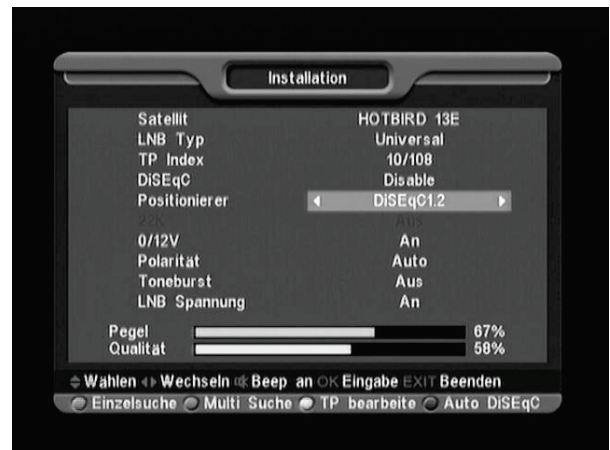 Installation
Satellit HOTBIRD 13E
LNB Typ Universal
TP Index 10/108
DiSEqC Disable
Positionierer DiSEqC1.2
22K Aus
0/12V An
Polarität Auto
Toneburst Aus
LNB Spannung An
Pegel 67%
Qualität 58%
Wählen Wechseln Beep an OK Eingabe EXIT Beenden
Einzelsuche Multi Suche TP bearbeite Auto DiSEqC